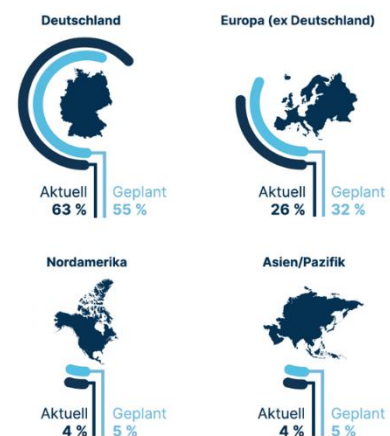 Deutschland
Aktuell Geplant
63 % 55 %
Europa (ex Deutschland)
Aktuell Geplant
26 % 32 %
Nordamerika
Aktuell Geplant
4 % 5 %
Asien/Pazifik
Aktuell Geplant
4 % 5 %